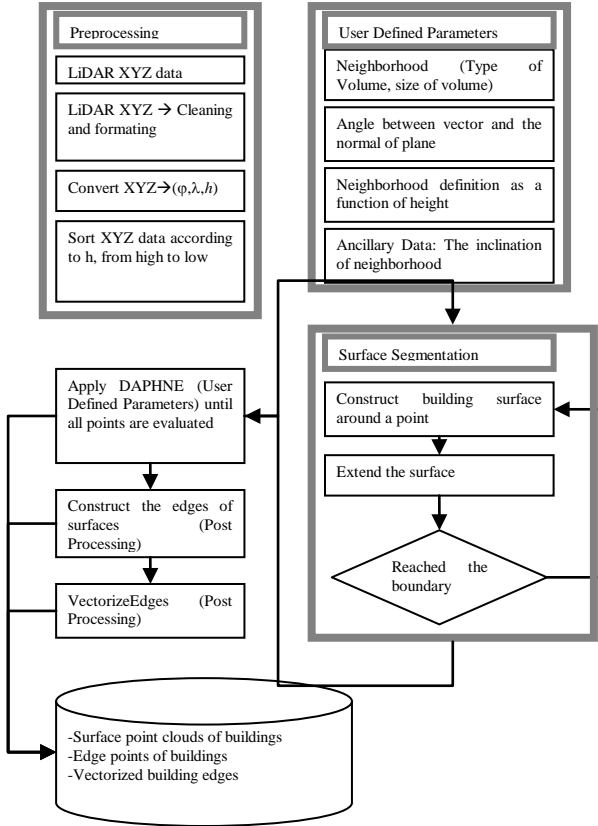 Preprocessing
LiDAR XYZ data
LiDAR XYZ → Cleaning
and formating
Convert XYZ→(φ,λ,h)
Sort XYZ data according
to h, from high to low
User Defined Parameters
Neighborhood (Type of
Volume, size of volume)
Angle between vector and the
normal of plane
Neighborhood definition as a
function of height
Ancillary Data: The inclination
of neighborhood
Surface Segmentation
Construct building surface
around a point
Extend the surface
Reached the
boundary
Apply DAPHNE (User
Defined Parameters) until
all points are evaluated
Construct the edges of
surfaces (Post
Processing)
VectorizeEdges (Post
Processing)
-Surface point clouds of buildings
-Edge points of buildings
-Vectorized building edges